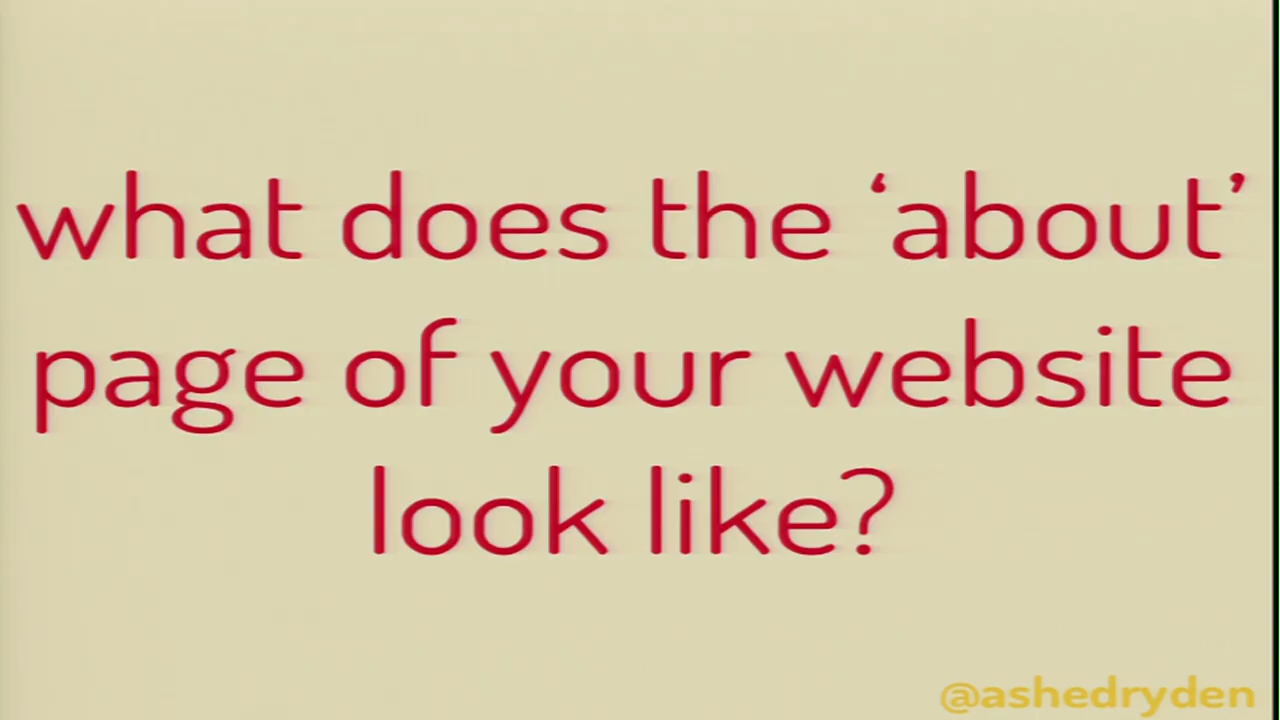 what does the ‘about’
page of your website
look like?
@ashedryden